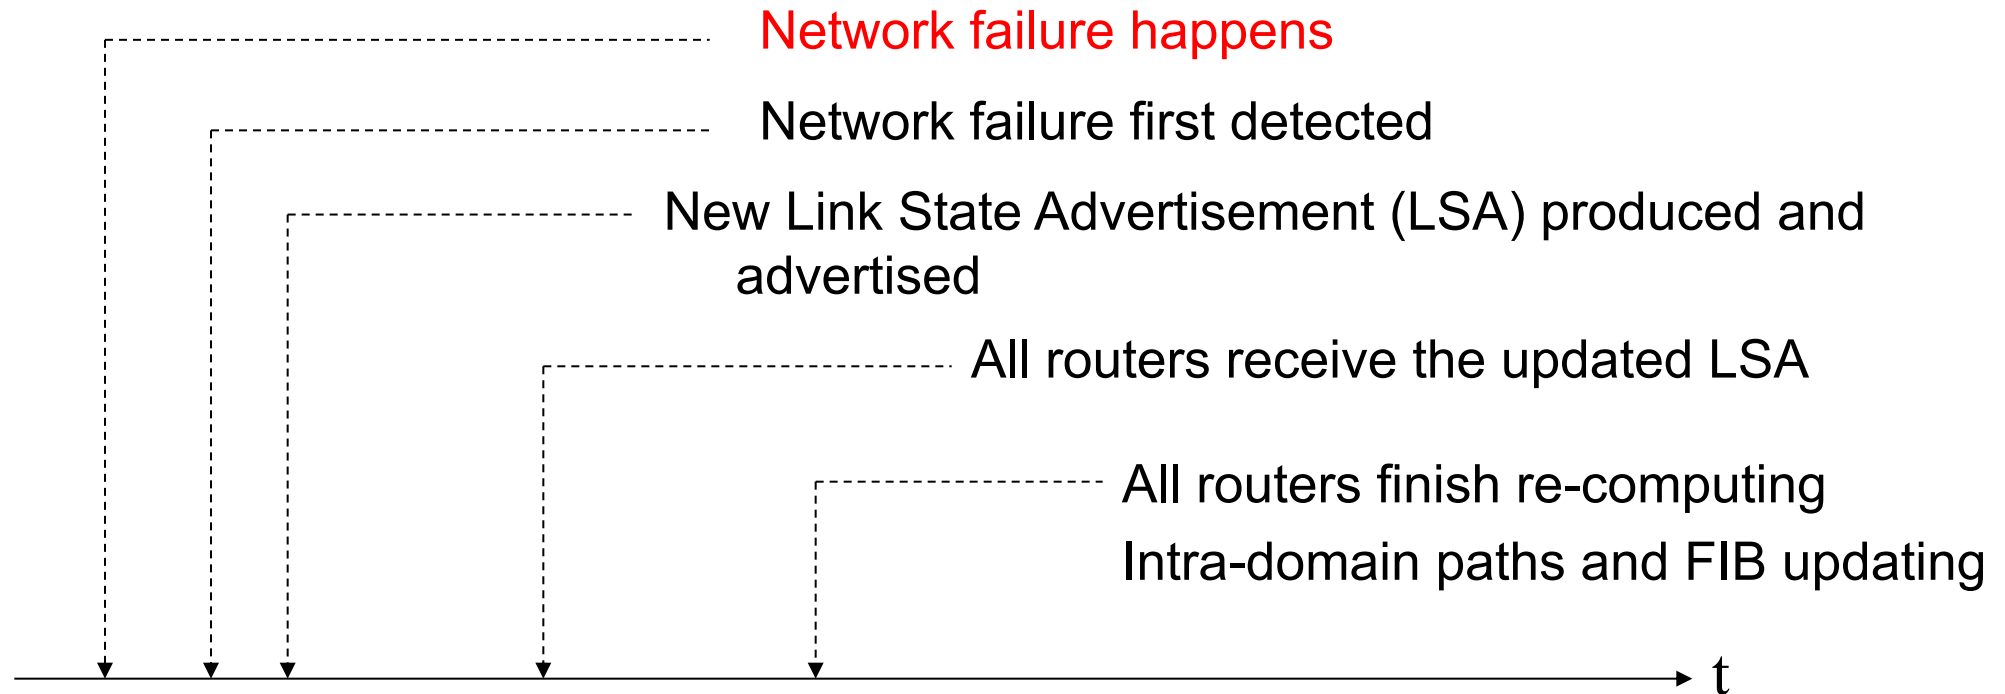 Network failure happens
Network failure first detected
New Link State Advertisement (LSA) produced and
advertised
All routers receive the updated LSA
All routers finish re-computing
Intra-domain paths and FIB updating
t